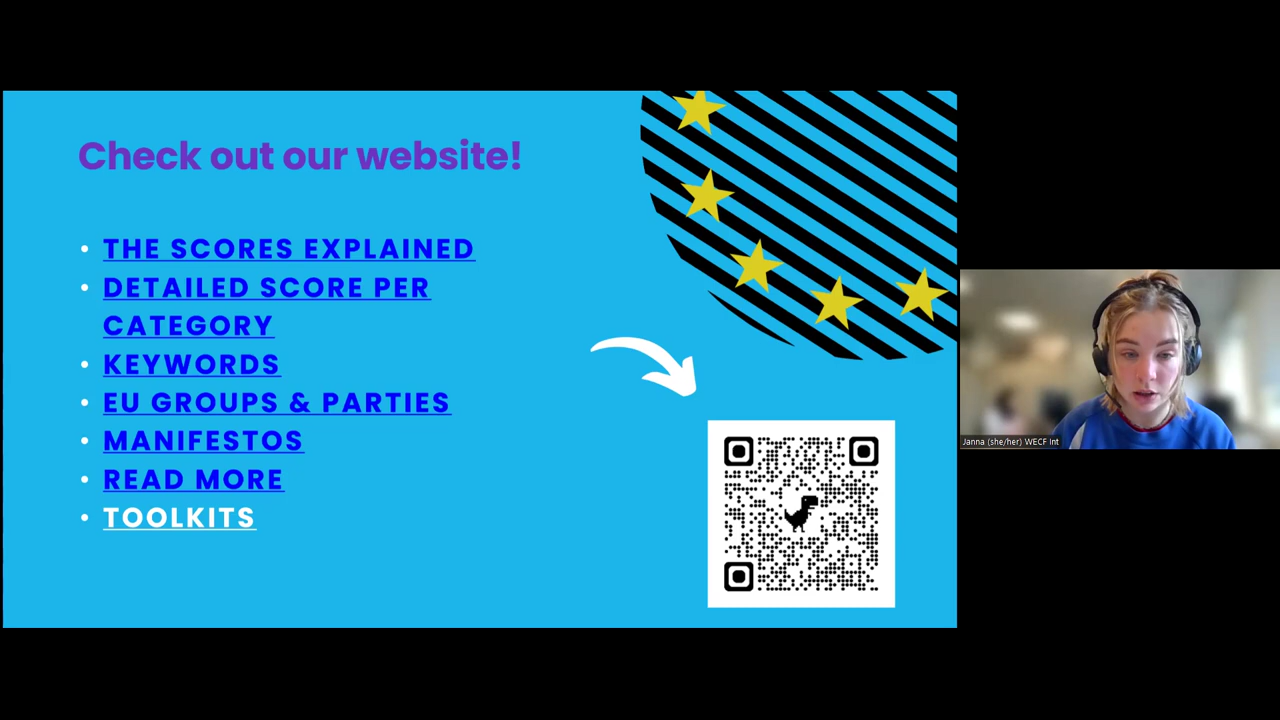 Check out our website!
THE SCORES EXPLAINED
DETAILED SCORE PER
CATEGORY
KEYWORDS
EU GROUPS & PARTIES
MANIFESTOS
READ MORE
TOOLKITS
Janna (she/her) WECF Int